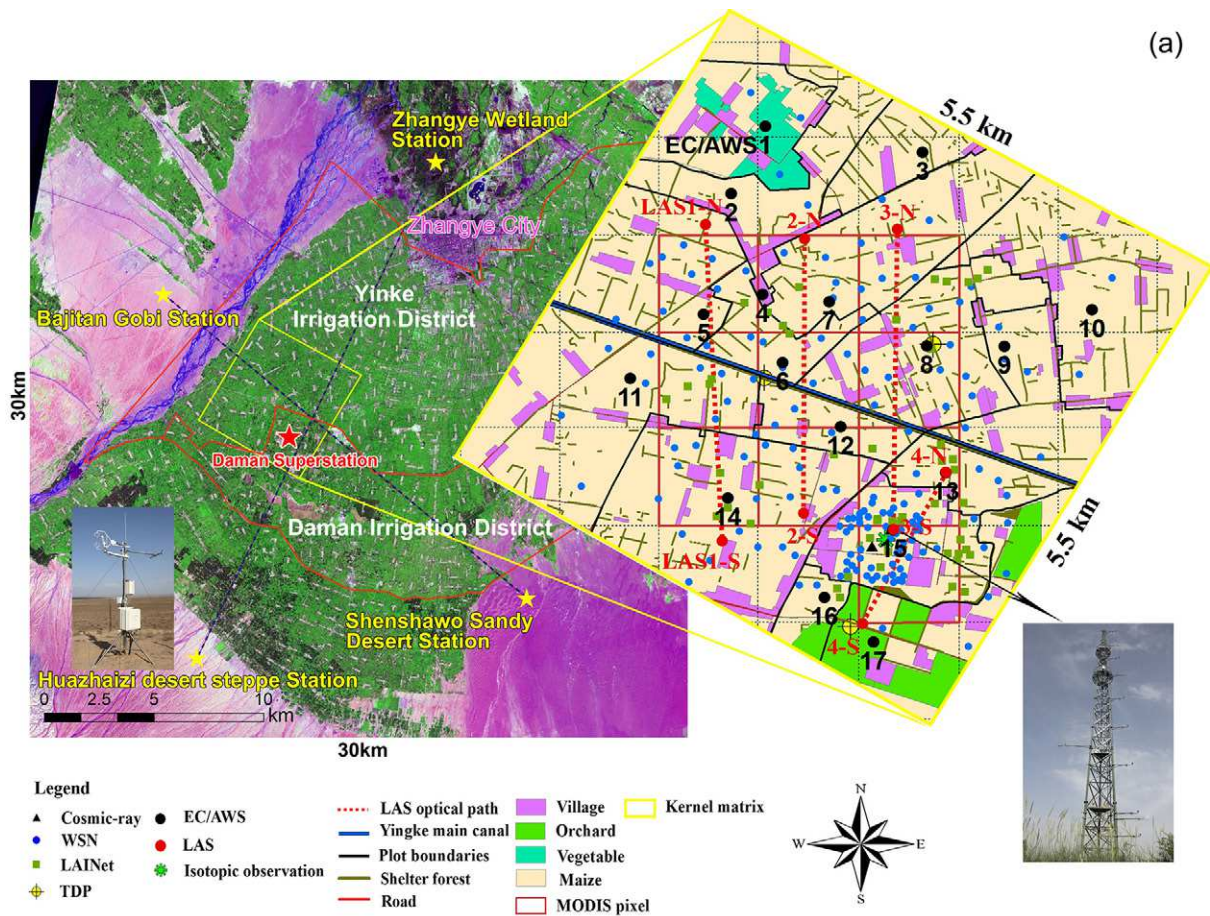 (a)
5.5 km
Zhangye Wetland
Station
EC/AWS1
3
2
LAS1-N
2-N
3-N
Zhangye City
Yinke
Irrigation District
Bajitan Gobi Station
4
5
7
10
8
9
6
11
30km
12
4-N
13
Daman Superstation
14
2-S
3-S
15
LAS1-S
5.5 km
Daman Irrigation District
16
4-S
17
Shenshawo Sandy
Desert Station
Huazhaizi desert steppe Station
0 2.5 5 10
km
30km
Legend
Cosmic-ray
WSN
LAINet
TDP
EC/AWS
LAS
Isotopic observation
LAS optical path
Yingke main canal
Plot boundaries
Shelter forest
Road
Village
Orchard
Vegetable
Maize
MODIS pixel
Kernel matrix
N
W E
S